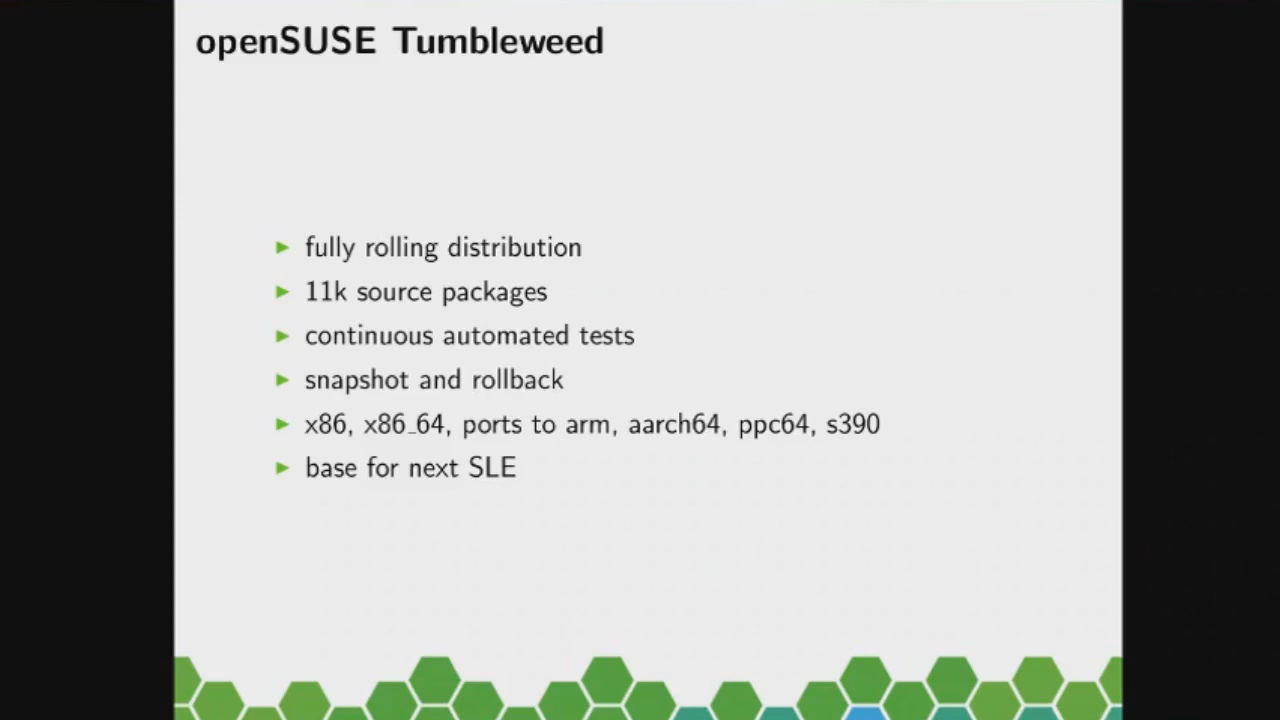 openSUSE Tumbleweed
fully rolling distribution
11k source packages
continuous automated tests
snapshot and rollback
x86, x86_64, ports to arm, aarch64, ppc64, s390
base for next SLE